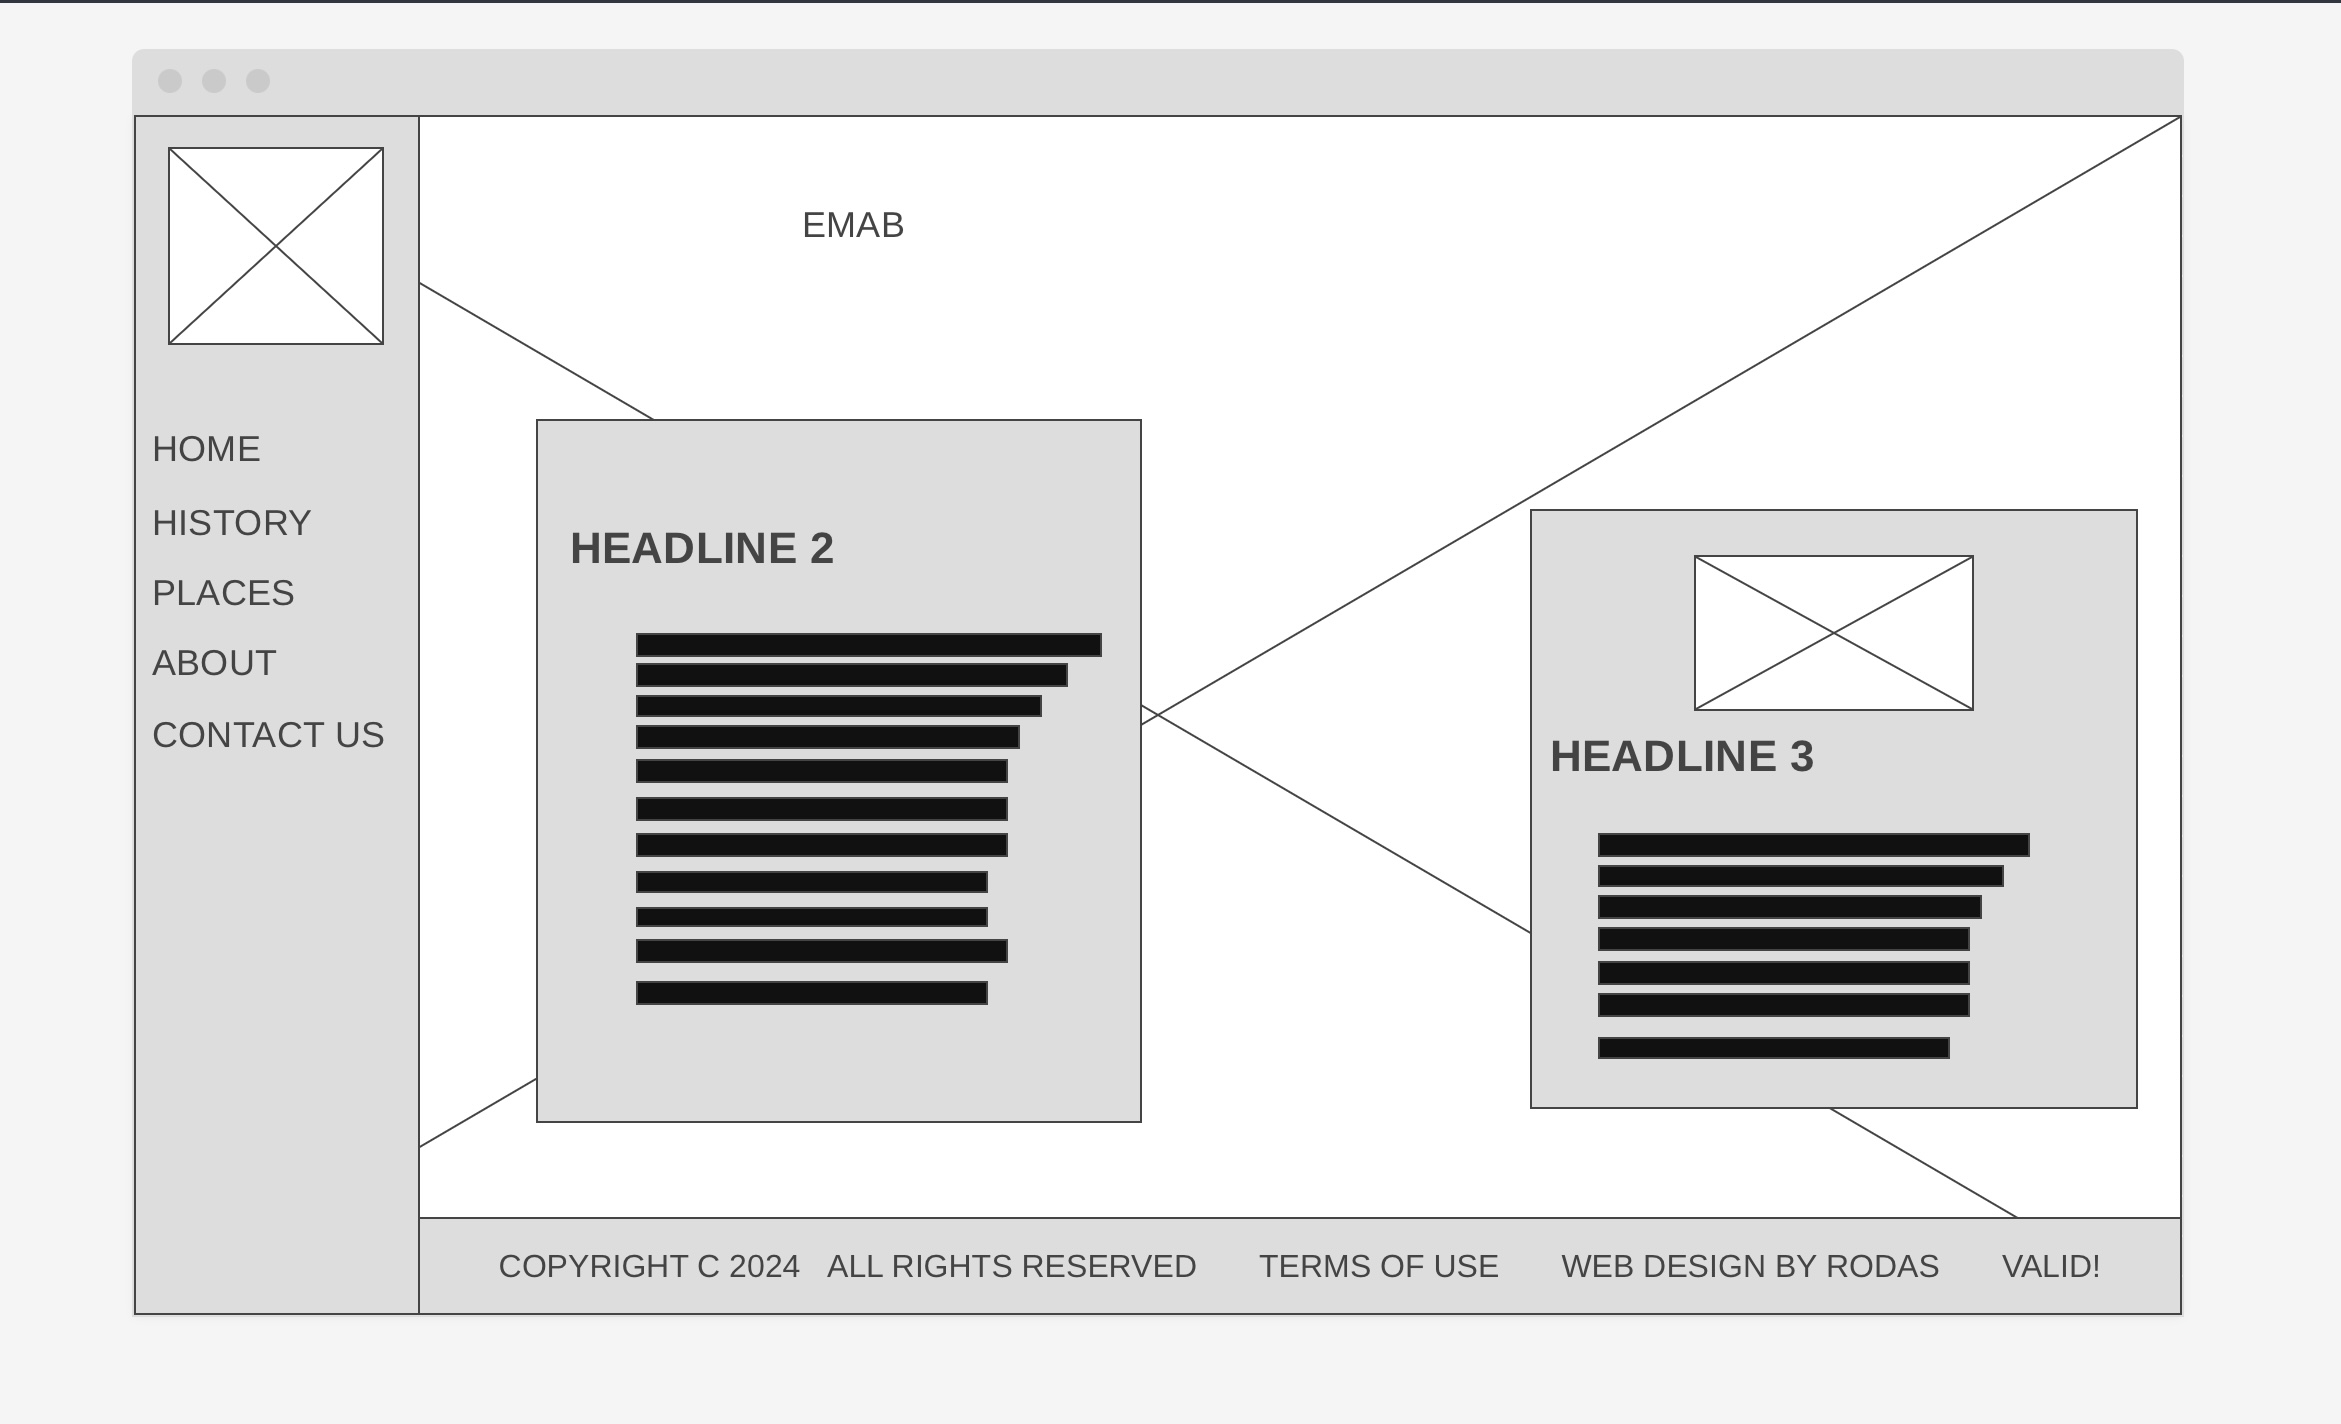 EMAB
HOME
HISTORY
PLACES
ABOUT
CONTACT US
HEADLINE 2
HEADLINE 3
COPYRIGHT C 2024 ALL RIGHTS RESERVED TERMS OF USE WEB DESIGN BY RODAS VALID!